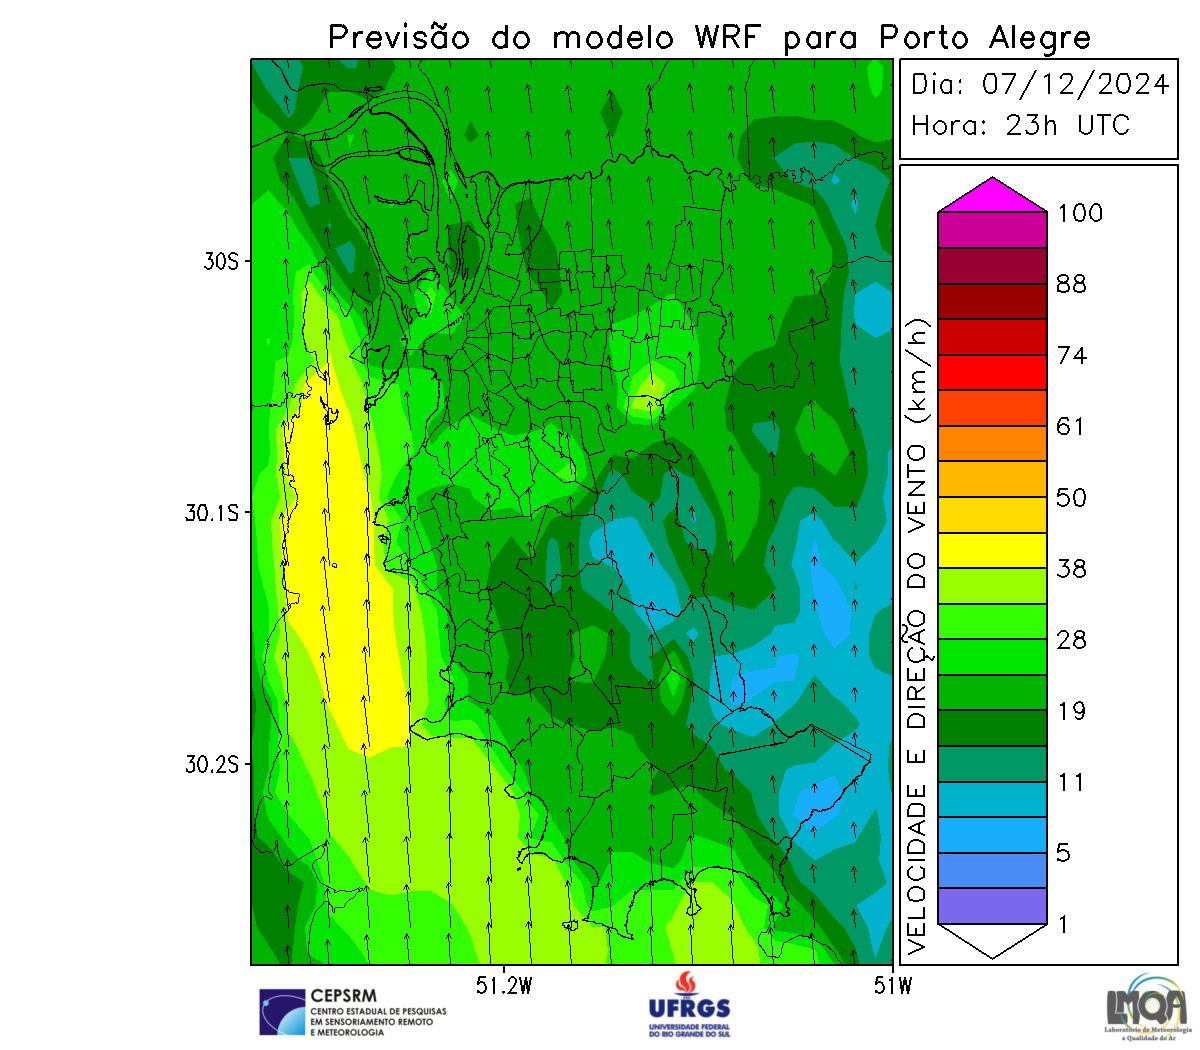 Previsão do modelo WRF para Porto Alegre
Dia: 07/12/2024
Hora: 23h UTC
30S
30.1S
30.2S
51.2W
51W
VELOCIDADE E DIREÇÃO DO VENTO (km/h)
100
88
74
61
50
38
28
19
11
5
1
CEPSRM
CENTRO ESTADUAL DE PESQUISAS
EM SENSORIAMENTO REMOTO
E METEOROLOGIA
UFRGS
UNIVERSIDADE FEDERAL
DO RIO GRANDE DO SUL
LMQA
Laboratório de Meteorologia
e Qualidade do Ar